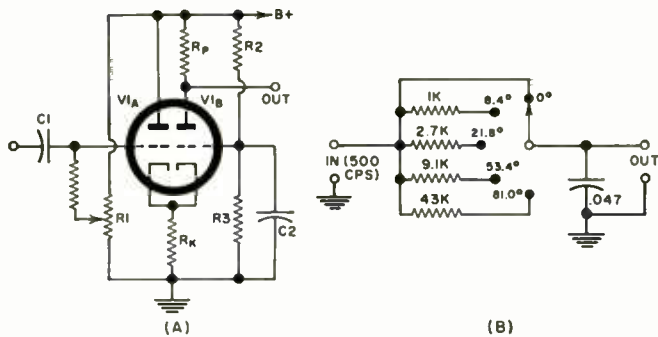 B+
Rp
R2
OUT
V1A
V1B
C1
R1
R3
C2
RK
(A)
1K
8.4°
0°
2.7K
21.8°
IN (500
CPS)
9.1K
53.4°
OUT
43K
81.0°
.047
(B)